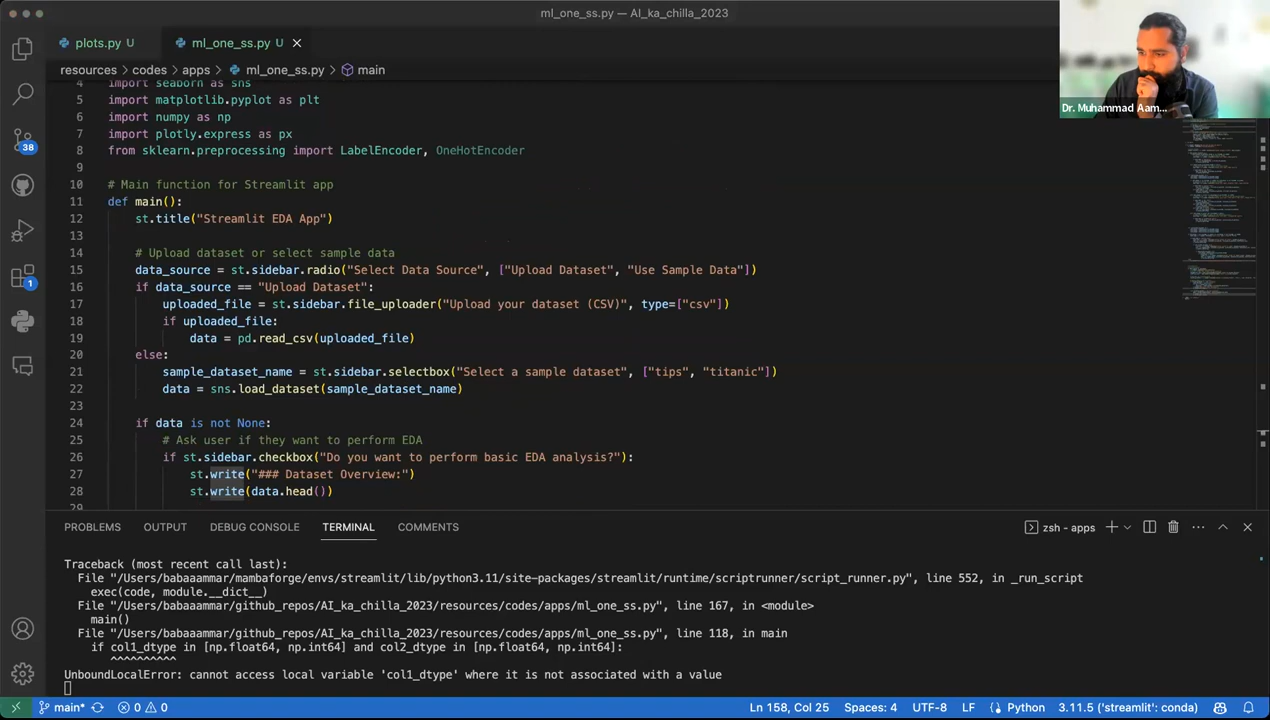 ml_one_ss.py — AI_ka_chilla_2023
plots.py U
ml_one_ss.py U
resources > codes > apps > ml_one_ss.py > main
Dr. Muhammad Aam...
4 import seaborn as sns
5 import matplotlib.pyplot as plt
6 import numpy as np
7 import plotly.express as px
8 from sklearn.preprocessing import LabelEncoder, OneHotEncoder
9
10 # Main function for Streamlit app
11 def main():
12 st.title("Streamlit EDA App")
13
14 # Upload dataset or select sample data
15 data_source = st.sidebar.radio("Select Data Source", ["Upload Dataset", "Use Sample Data"])
16 if data_source == "Upload Dataset":
17 uploaded_file = st.sidebar.file_uploader("Upload your dataset (CSV)", type=["csv"])
18 if uploaded_file:
19 data = pd.read_csv(uploaded_file)
20 else:
21 sample_dataset_name = st.sidebar.selectbox("Select a sample dataset", ["tips", "titanic"])
22 data = sns.load_dataset(sample_dataset_name)
23
24 if data is not None:
25 # Ask user if they want to perform EDA
26 if st.sidebar.checkbox("Do you want to perform basic EDA analysis?"):
27 st.write("### Dataset Overview:")
28 st.write(data.head())
29
38
1
PROBLEMS OUTPUT DEBUG CONSOLE TERMINAL COMMENTS
zsh - apps
Traceback (most recent call last):
File "/Users/babaaammar/mambaforge/envs/streamlit/lib/python3.11/site-packages/streamlit/runtime/scriptrunner/script_runner.py", line 552, in _run_script
exec(code, module.__dict__)
File "/Users/babaaammar/github_repos/AI_ka_chilla_2023/resources/codes/apps/ml_one_ss.py", line 167, in <module>
main()
File "/Users/babaaammar/github_repos/AI_ka_chilla_2023/resources/codes/apps/ml_one_ss.py", line 118, in main
if col1_dtype in [np.float64, np.int64] and col2_dtype in [np.float64, np.int64]:
^^^^^^^^^^
UnboundLocalError: cannot access local variable 'col1_dtype' where it is not associated with a value
main* 0 0 Ln 158, Col 25 Spaces: 4 UTF-8 LF Python 3.11.5 ('streamlit': conda)